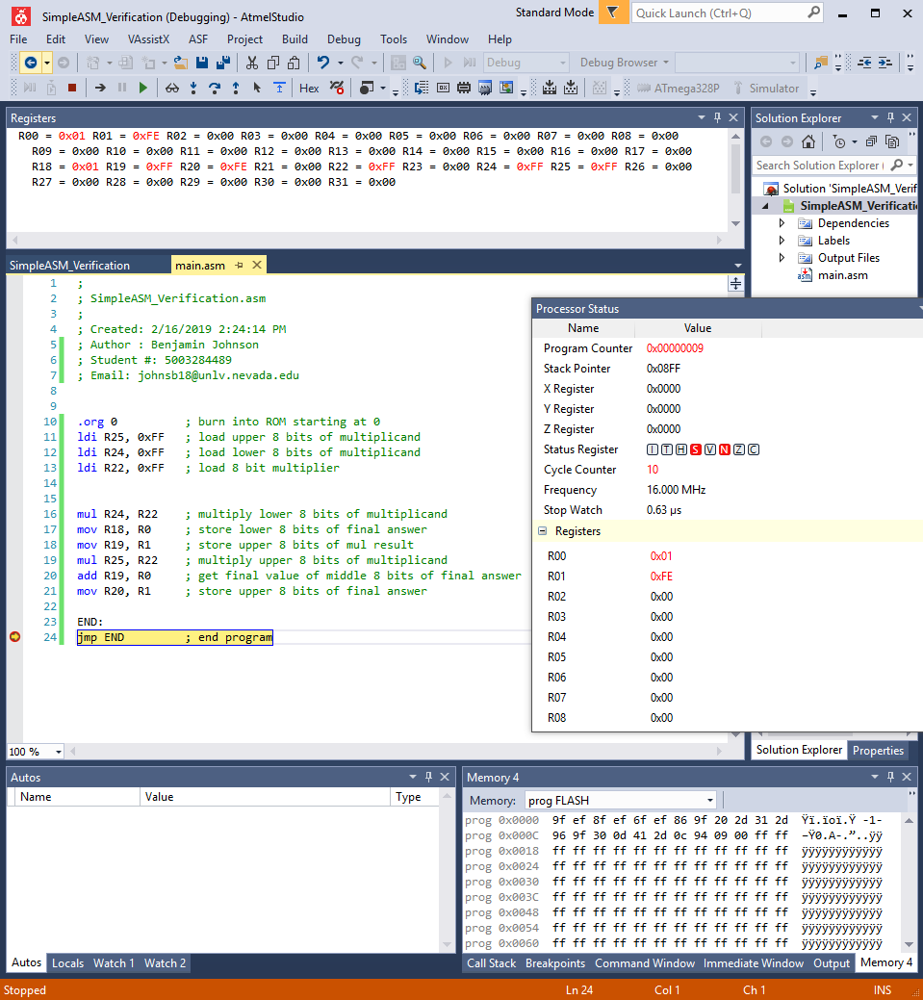 SimpleASM_Verification (Debugging) - AtmelStudio
Standard Mode
Quick Launch (Ctrl+Q)
File Edit View VAssistX ASF Project Build Debug Tools Window Help
Debug
Debug Browser
Hex
ATmega328P
Simulator
Registers
R00 = 0x01 R01 = 0xFE R02 = 0x00 R03 = 0x00 R04 = 0x00 R05 = 0x00 R06 = 0x00 R07 = 0x00 R08 = 0x00
R09 = 0x00 R10 = 0x00 R11 = 0x00 R12 = 0x00 R13 = 0x00 R14 = 0x00 R15 = 0x00 R16 = 0x00 R17 = 0x00
R18 = 0x01 R19 = 0xFF R20 = 0xFE R21 = 0x00 R22 = 0xFF R23 = 0x00 R24 = 0xFF R25 = 0xFF R26 = 0x00
R27 = 0x00 R28 = 0x00 R29 = 0x00 R30 = 0x00 R31 = 0x00
Solution Explorer
Search Solution Explorer (
Solution 'SimpleASM_Verif
SimpleASM_Verificati
Dependencies
Labels
Output Files
main.asm
SimpleASM_Verification
main.asm
1 ;
2 ; SimpleASM_Verification.asm
3 ;
4 ; Created: 2/16/2019 2:24:14 PM
5 ; Author : Benjamin Johnson
6 ; Student #: 5003284489
7 ; Email: johnsb18@unlv.nevada.edu
8
9
10 .org 0 ; burn into ROM starting at 0
11 ldi R25, 0xFF ; load upper 8 bits of multiplicand
12 ldi R24, 0xFF ; load lower 8 bits of multiplicand
13 ldi R22, 0xFF ; load 8 bit multiplier
14
15
16 mul R24, R22 ; multiply lower 8 bits of multiplicand
17 mov R18, R0 ; store lower 8 bits of final answer
18 mov R19, R1 ; store upper 8 bits of mul result
19 mul R25, R22 ; multiply upper 8 bits of multiplicand
20 add R19, R0 ; get final value of middle 8 bits of final answer
21 mov R20, R1 ; store upper 8 bits of final answer
22
23 END:
24 jmp END ; end program
100 %
Processor Status
Name Value
Program Counter 0x00000009
Stack Pointer 0x08FF
X Register 0x0000
Y Register 0x0000
Z Register 0x0000
Status Register I T H S V N Z C
Cycle Counter 10
Frequency 16.000 MHz
Stop Watch 0.63 µs
Registers
R00 0x01
R01 0xFE
R02 0x00
R03 0x00
R04 0x00
R05 0x00
R06 0x00
R07 0x00
R08 0x00
Solution Explorer Properties
Autos
Name Value Type
Autos Locals Watch 1 Watch 2
Memory 4
Memory: prog FLASH
prog 0x0000 9f ef 8f ef 6f ef 86 9f 20 2d 31 2d Ÿï.ïoï.Ÿ -1-
prog 0x000C 96 9f 30 0d 41 2d 0c 94 09 00 ff ff –Ÿ0.A-.”..ÿÿ
prog 0x0018 ff ff ff ff ff ff ff ff ff ff ff ff ÿÿÿÿÿÿÿÿÿÿÿÿ
prog 0x0024 ff ff ff ff ff ff ff ff ff ff ff ff ÿÿÿÿÿÿÿÿÿÿÿÿ
prog 0x0030 ff ff ff ff ff ff ff ff ff ff ff ff ÿÿÿÿÿÿÿÿÿÿÿÿ
prog 0x003C ff ff ff ff ff ff ff ff ff ff ff ff ÿÿÿÿÿÿÿÿÿÿÿÿ
prog 0x0048 ff ff ff ff ff ff ff ff ff ff ff ff ÿÿÿÿÿÿÿÿÿÿÿÿ
prog 0x0054 ff ff ff ff ff ff ff ff ff ff ff ff ÿÿÿÿÿÿÿÿÿÿÿÿ
prog 0x0060 ff ff ff ff ff ff ff ff ff ff ff ff ÿÿÿÿÿÿÿÿÿÿÿÿ
Call Stack Breakpoints Command Window Immediate Window Output Memory 4
Stopped Ln 24 Col 1 Ch 1 INS